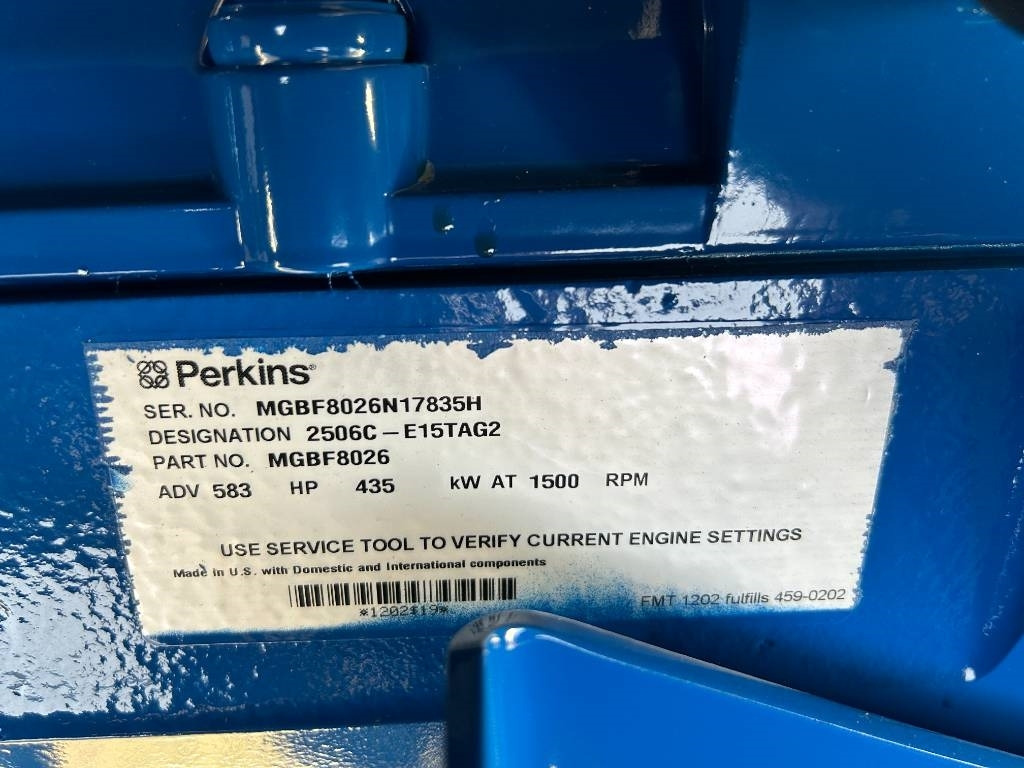 Perkins®
SER. NO. MGBF8026N17835H
DESIGNATION 2506C – E15TAG2
PART NO. MGBF8026
ADV 583 HP 435 kW AT 1500 RPM
USE SERVICE TOOL TO VERIFY CURRENT ENGINE SETTINGS
Made in U.S. with Domestic and International components
FMT 1202 fulfills 459-0202